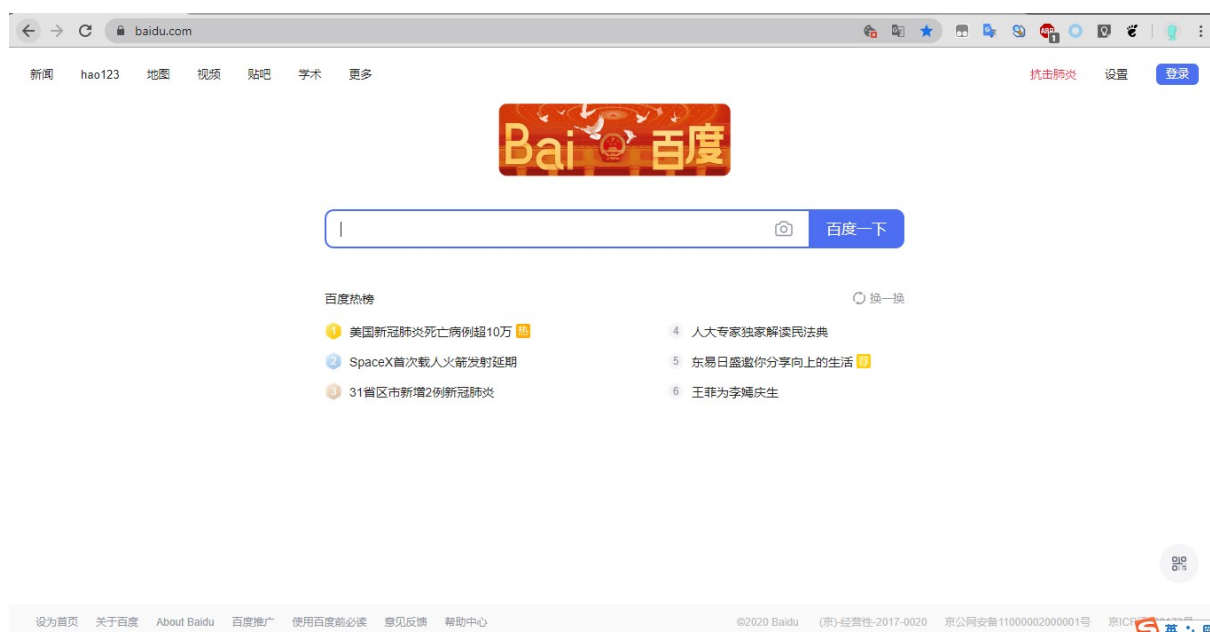 baidu.com
新闻 hao123 地图 视频 贴吧 学术 更多 抗击肺炎 设置 登录
Bai 百度
百度一下
百度热榜 换一换
1 美国新冠肺炎死亡病例超10万 热 4 人大专家独家解读民法典
2 SpaceX首次载人火箭发射延期 5 东易日盛邀你分享向上的生活 荐
3 31省区市新增2例新冠肺炎 6 王菲为李嫣庆生
设为首页 关于百度 About Baidu 百度推广 使用百度前必读 意见反馈 帮助中心 ©2020 Baidu (京)-经营性-2017-0020 京公网安备11000002000001号 京ICP
英